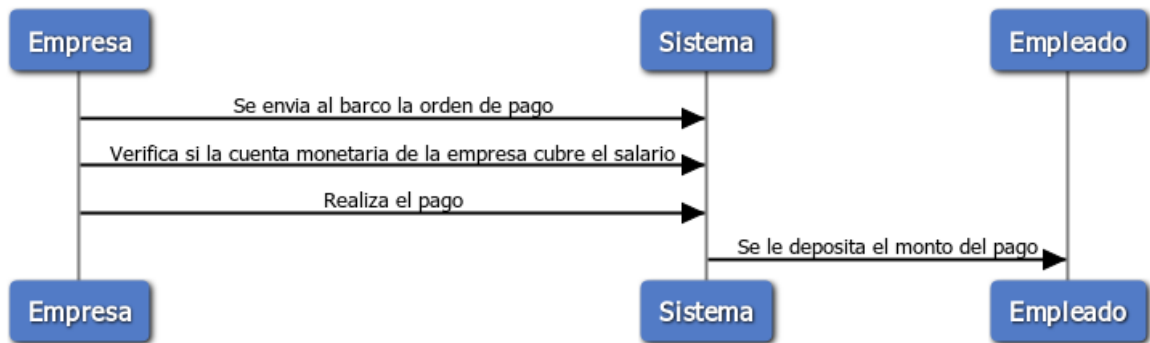 Empresa
Sistema
Empleado
Se envia al barco la orden de pago
Verifica si la cuenta monetaria de la empresa cubre el salario
Realiza el pago
Se le deposita el monto del pago
Empresa
Sistema
Empleado